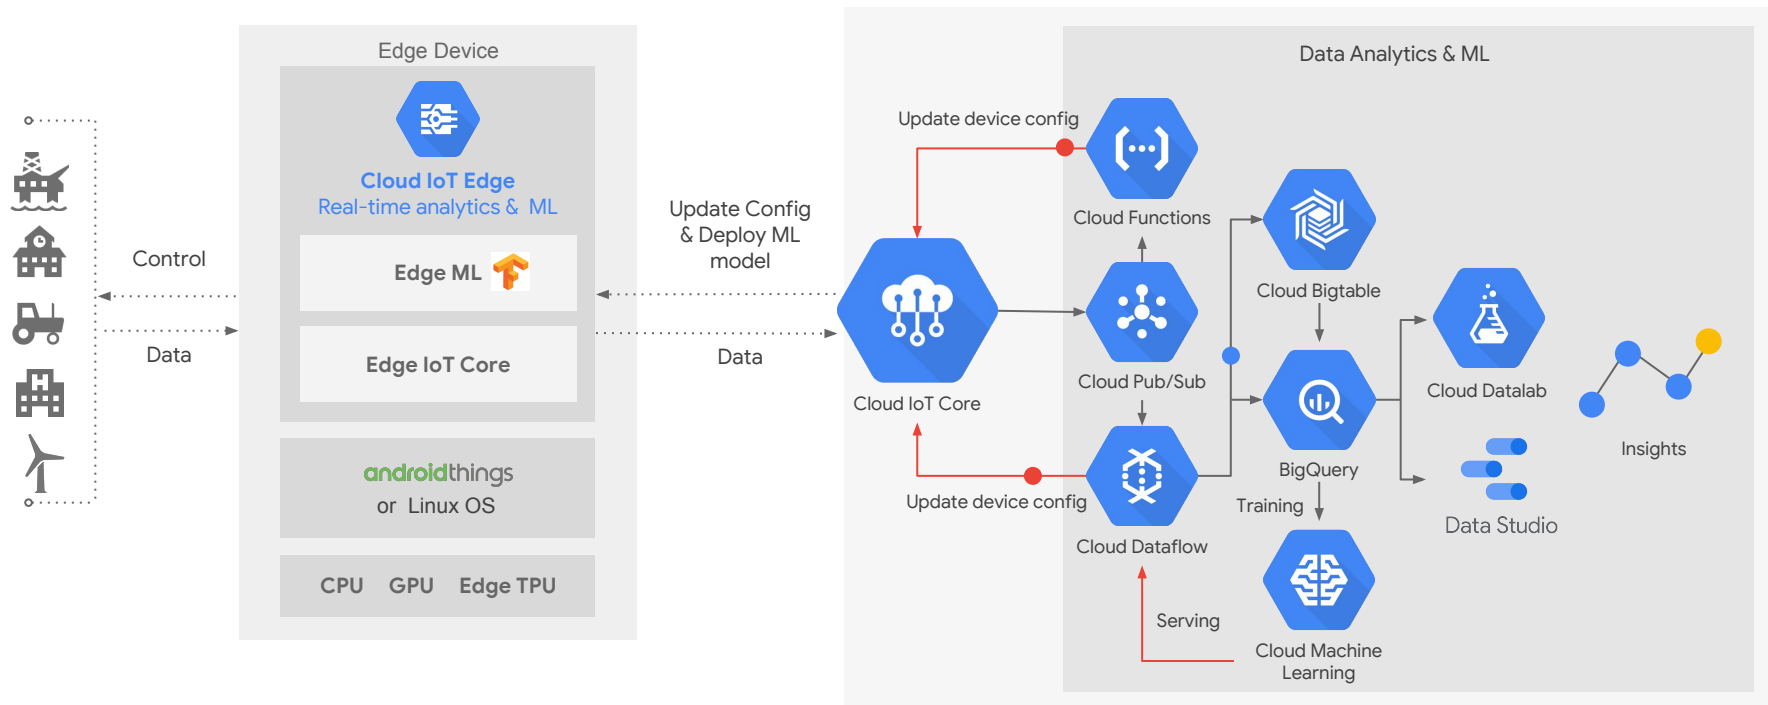 Edge Device
Cloud IoT Edge
Real-time analytics & ML
Edge ML
Edge IoT Core
androidthings
or Linux OS
CPU GPU Edge TPU
Control
Data
Update Config
& Deploy ML
model
Data
Data Analytics & ML
Update device config
Cloud Functions
Cloud Bigtable
Cloud Pub/Sub
Cloud IoT Core
Cloud Datalab
Insights
BigQuery
Update device config
Training
Data Studio
Cloud Dataflow
Serving
Cloud Machine
Learning